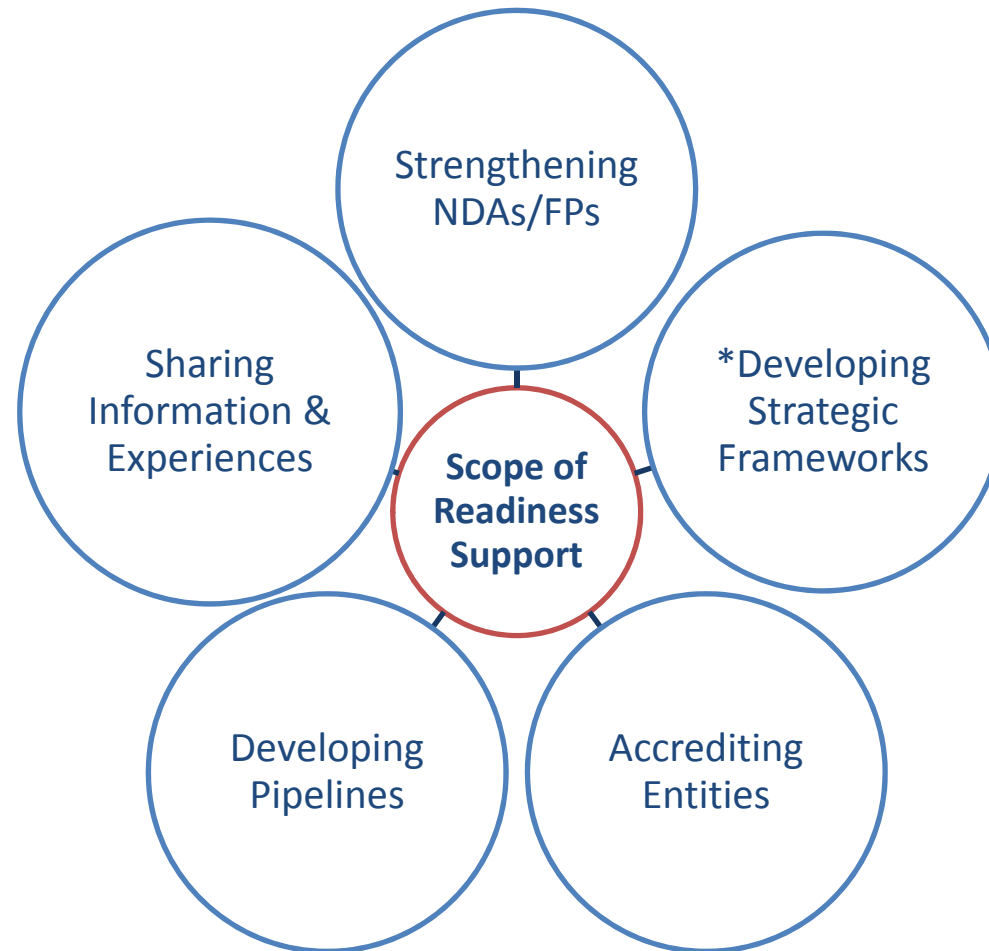 Strengthening
NDAs/FPs
*Developing
Strategic
Frameworks
Accrediting
Entities
Developing
Pipelines
Sharing
Information &
Experiences
Scope of
Readiness
Support